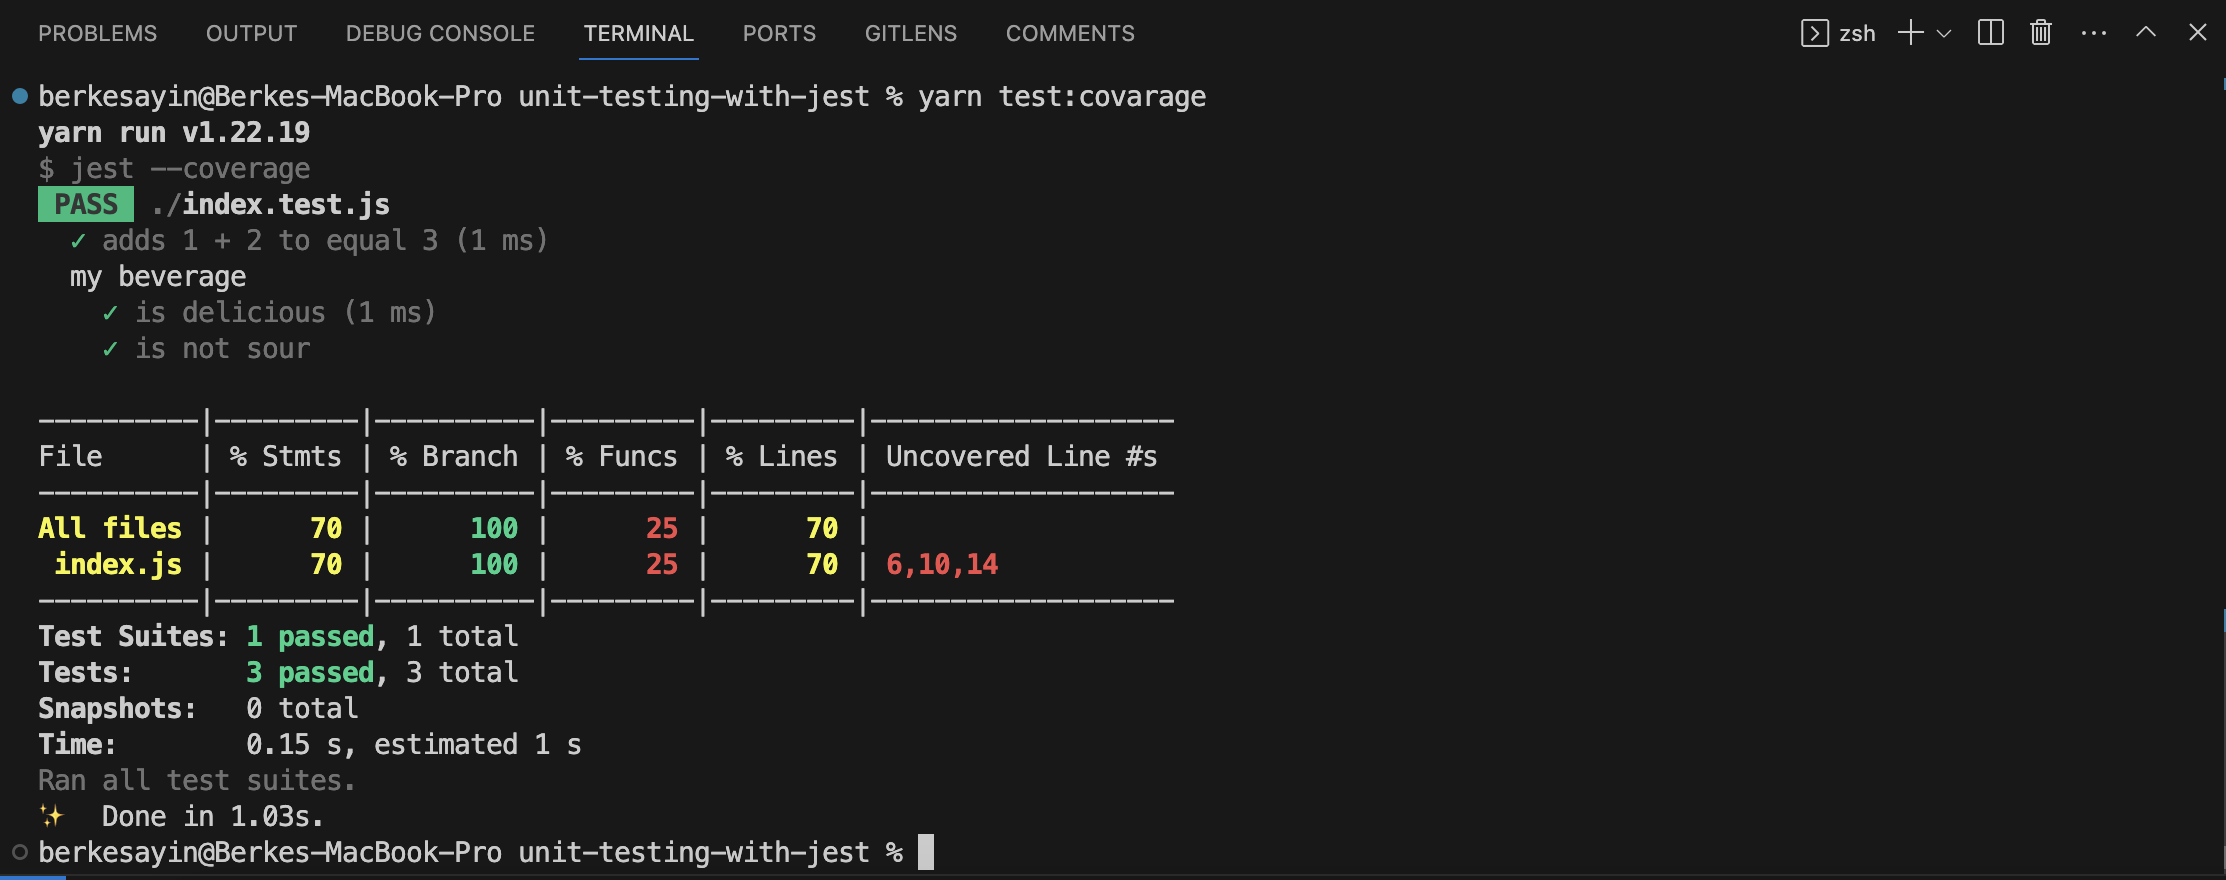 PROBLEMS OUTPUT DEBUG CONSOLE TERMINAL PORTS GITLENS COMMENTS zsh
berkesayin@Berkes-MacBook-Pro unit-testing-with-jest % yarn test:covarage
yarn run v1.22.19
$ jest --coverage
PASS ./index.test.js
✓ adds 1 + 2 to equal 3 (1 ms)
my beverage
✓ is delicious (1 ms)
✓ is not sour
----------|---------|----------|---------|---------|-------------------
File      | % Stmts | % Branch | % Funcs | % Lines | Uncovered Line #s
----------|---------|----------|---------|---------|-------------------
All files |      70 |      100 |      25 |      70 |
 index.js |      70 |      100 |      25 |      70 | 6,10,14
----------|---------|----------|---------|---------|-------------------
Test Suites: 1 passed, 1 total
Tests:       3 passed, 3 total
Snapshots:   0 total
Time:        0.15 s, estimated 1 s
Ran all test suites.
✨  Done in 1.03s.
berkesayin@Berkes-MacBook-Pro unit-testing-with-jest %